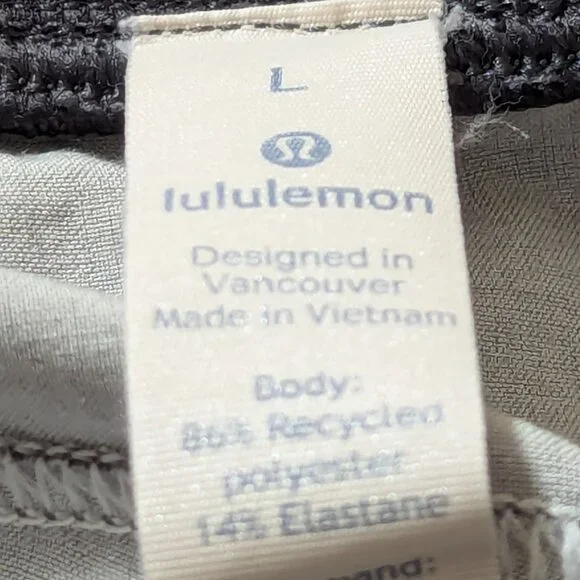 L
lululemon
Designed in
Vancouver
Made in Vietnam
Body:
86% Recycled
polyester
14% Elastane